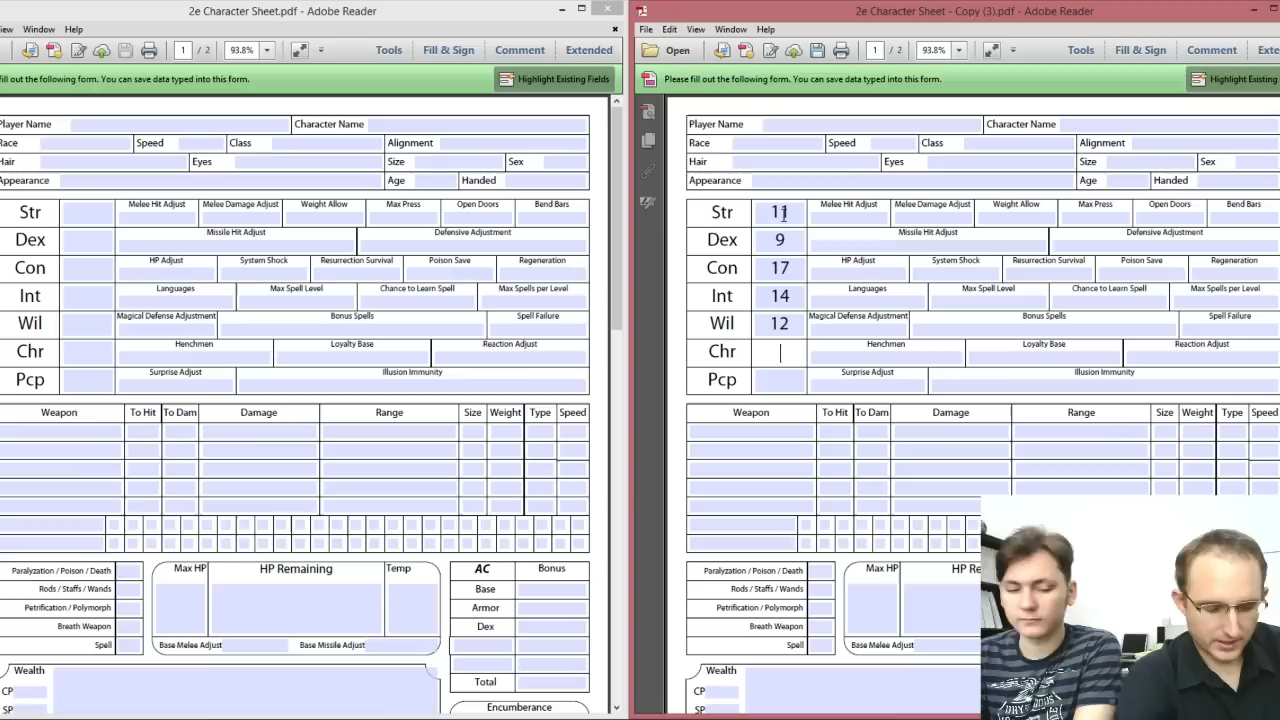 2e Character Sheet.pdf - Adobe Reader
View Window Help
1 / 2 93.8% Tools Fill & Sign Comment Extended
fill out the following form. You can save data typed into this form. Highlight Existing Fields
Player Name Character Name
Race Speed Class Alignment
Hair Eyes Size Sex
Appearance Age Handed
Str Melee Hit Adjust Melee Damage Adjust Weight Allow Max Press Open Doors Bend Bars
Dex Missile Hit Adjust Defensive Adjustment
Con HP Adjust System Shock Resurrection Survival Poison Save Regeneration
Int Languages Max Spell Level Chance to Learn Spell Max Spells per Level
Wil Magical Defense Adjustment Bonus Spells Spell Failure
Chr Henchmen Loyalty Base Reaction Adjust
Pcp Surprise Adjust Illusion Immunity
Weapon To Hit To Dam Damage Range Size Weight Type Speed
Paralyzation / Poison / Death
Rods / Staffs / Wands
Petrification / Polymorph
Breath Weapon
Spell
Max HP HP Remaining Temp
Base Melee Adjust Base Missile Adjust
AC Bonus
Base
Armor
Dex
Total
Wealth
CP
SP
Encumberance
2e Character Sheet - Copy (3).pdf - Adobe Reader
File Edit View Window Help
Open 1 / 2 93.8% Tools Fill & Sign Comment Exte
Please fill out the following form. You can save data typed into this form. Highlight Existing
Player Name Character Name
Race Speed Class Alignment
Hair Eyes Size Sex
Appearance Age Handed
Str 11 Melee Hit Adjust Melee Damage Adjust Weight Allow Max Press Open Doors Bend Bars
Dex 9 Missile Hit Adjust Defensive Adjustment
Con 17 HP Adjust System Shock Resurrection Survival Poison Save Regeneration
Int 14 Languages Max Spell Level Chance to Learn Spell Max Spells per Level
Wil 12 Magical Defense Adjustment Bonus Spells Spell Failure
Chr Henchmen Loyalty Base Reaction Adjust
Pcp Surprise Adjust Illusion Immunity
Weapon To Hit To Dam Damage Range Size Weight Type Speed
Paralyzation / Poison / Death
Rods / Staffs / Wands
Petrification / Polymorph
Breath Weapon
Spell
Max HP HP Re
Base Melee Adjust
Wealth
CP
SP